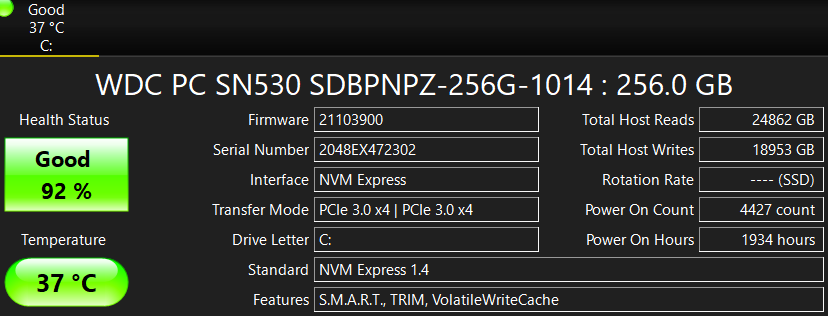 Good
37 °C
C:
WDC PC SN530 SDBPNPZ-256G-1014 : 256.0 GB
Health Status
Good
92 %
Temperature
37 °C
Firmware 21103900
Serial Number 2048EX472302
Interface NVM Express
Transfer Mode PCIe 3.0 x4 | PCIe 3.0 x4
Drive Letter C:
Standard NVM Express 1.4
Features S.M.A.R.T., TRIM, VolatileWriteCache
Total Host Reads 24862 GB
Total Host Writes 18953 GB
Rotation Rate ---- (SSD)
Power On Count 4427 count
Power On Hours 1934 hours